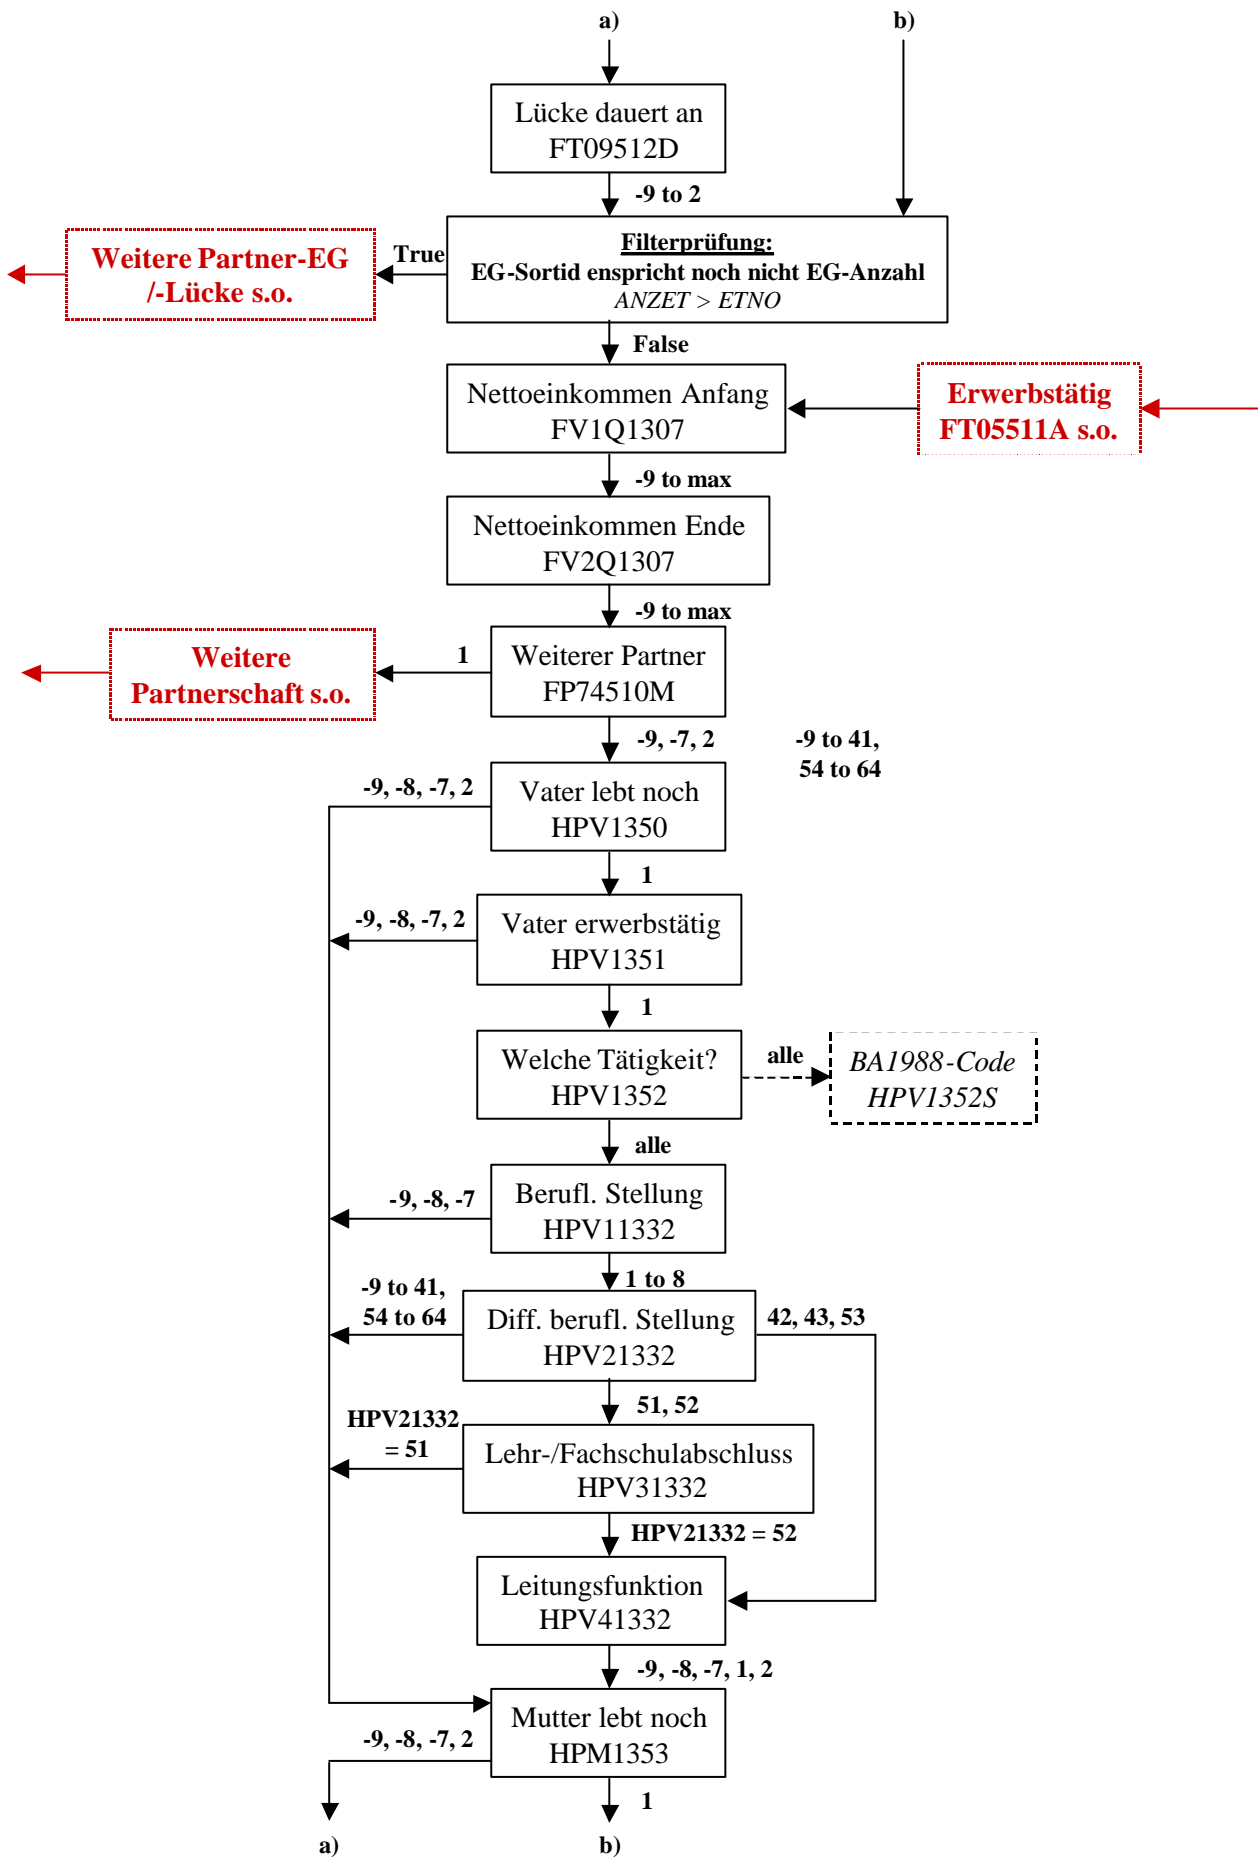 a)
b)
Lücke dauert an
FT09512D
-9 to 2
Weitere Partner-EG
/-Lücke s.o.
True
Filterprüfung:
EG-Sortid enspricht noch nicht EG-Anzahl
ANZET > ETNO
False
Nettoeinkommen Anfang
FV1Q1307
Erwerbstätig
FT05511A s.o.
-9 to max
Nettoeinkommen Ende
FV2Q1307
-9 to max
Weitere
Partnerschaft s.o.
1
Weiterer Partner
FP74510M
-9, -7, 2
-9 to 41,
54 to 64
-9, -8, -7, 2
Vater lebt noch
HPV1350
1
-9, -8, -7, 2
Vater erwerbstätig
HPV1351
1
Welche Tätigkeit?
HPV1352
alle
BA1988-Code
HPV1352S
alle
-9, -8, -7
Berufl. Stellung
HPV11332
1 to 8
-9 to 41,
54 to 64
Diff. berufl. Stellung
HPV21332
42, 43, 53
51, 52
HPV21332
= 51
Lehr-/Fachschulabschluss
HPV31332
HPV21332 = 52
Leitungsfunktion
HPV41332
-9, -8, -7, 1, 2
-9, -8, -7, 2
Mutter lebt noch
HPM1353
1
a)
b)